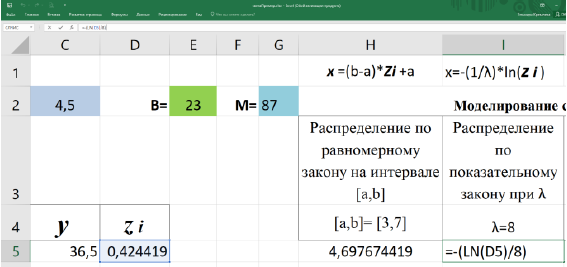 C D E F G H I
1 x =(b-a)*Zi +a x=-(1/λ)*ln(z i )
2 4,5 B= 23 M= 87 Моделирование с
3 Распределение по равномерному закону на интервале [a,b] Распределение по показательному закону при λ
4 y z i [a,b]= [3,7] λ=8
5 36,5 0,424419 4,697674419 =-(LN(D5)/8)